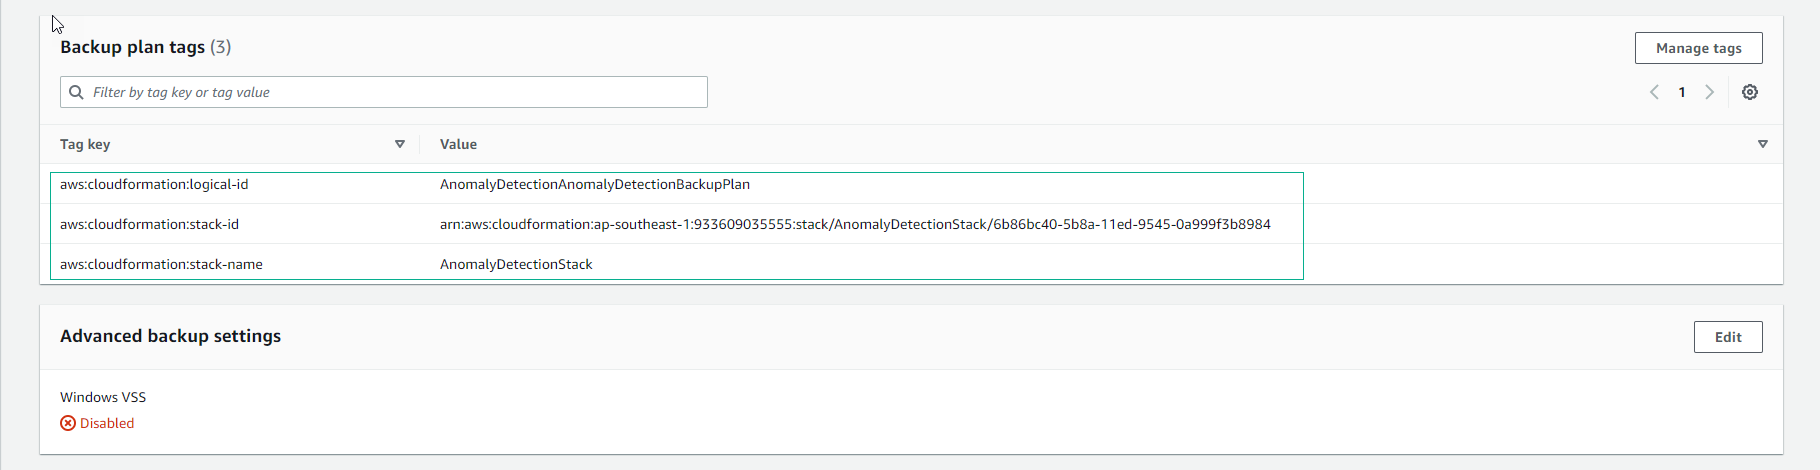 Backup plan tags (3)
Manage tags
Filter by tag key or tag value
1
Tag key Value
aws:cloudformation:logical-id AnomalyDetectionAnomalyDetectionBackupPlan
aws:cloudformation:stack-id arn:aws:cloudformation:ap-southeast-1:933609035555:stack/AnomalyDetectionStack/6b86bc40-5b8a-11ed-9545-0a999f3b8984
aws:cloudformation:stack-name AnomalyDetectionStack
Advanced backup settings
Edit
Windows VSS
Disabled